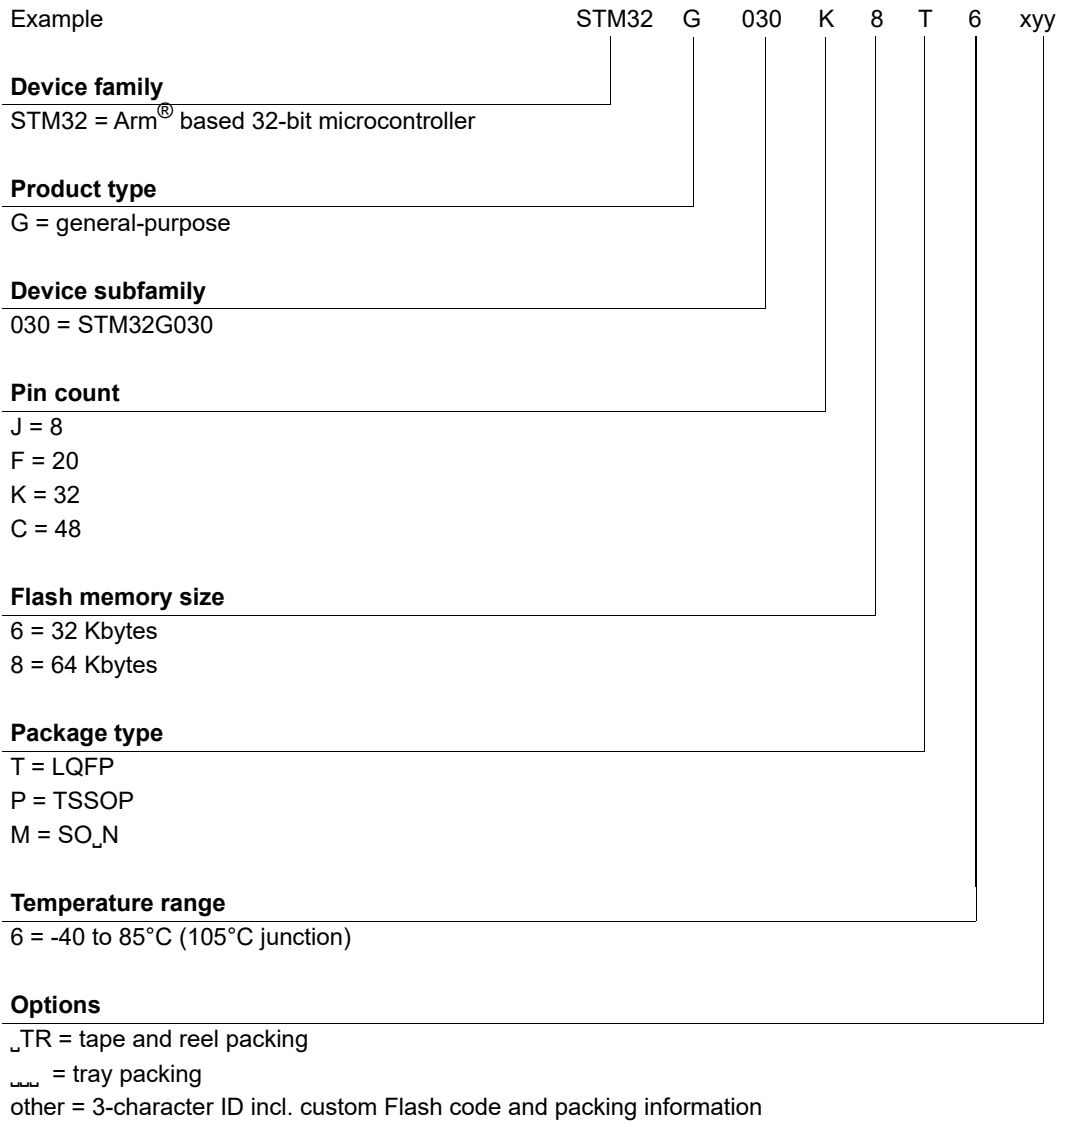 Example STM32 G 030 K 8 T 6 xyy
Device family
STM32 = Arm® based 32-bit microcontroller
Product type
G = general-purpose
Device subfamily
030 = STM32G030
Pin count
J = 8
F = 20
K = 32
C = 48
Flash memory size
6 = 32 Kbytes
8 = 64 Kbytes
Package type
T = LQFP
P = TSSOP
M = SO␣N
Temperature range
6 = -40 to 85°C (105°C junction)
Options
␣TR = tape and reel packing
␣␣␣ = tray packing
other = 3-character ID incl. custom Flash code and packing information